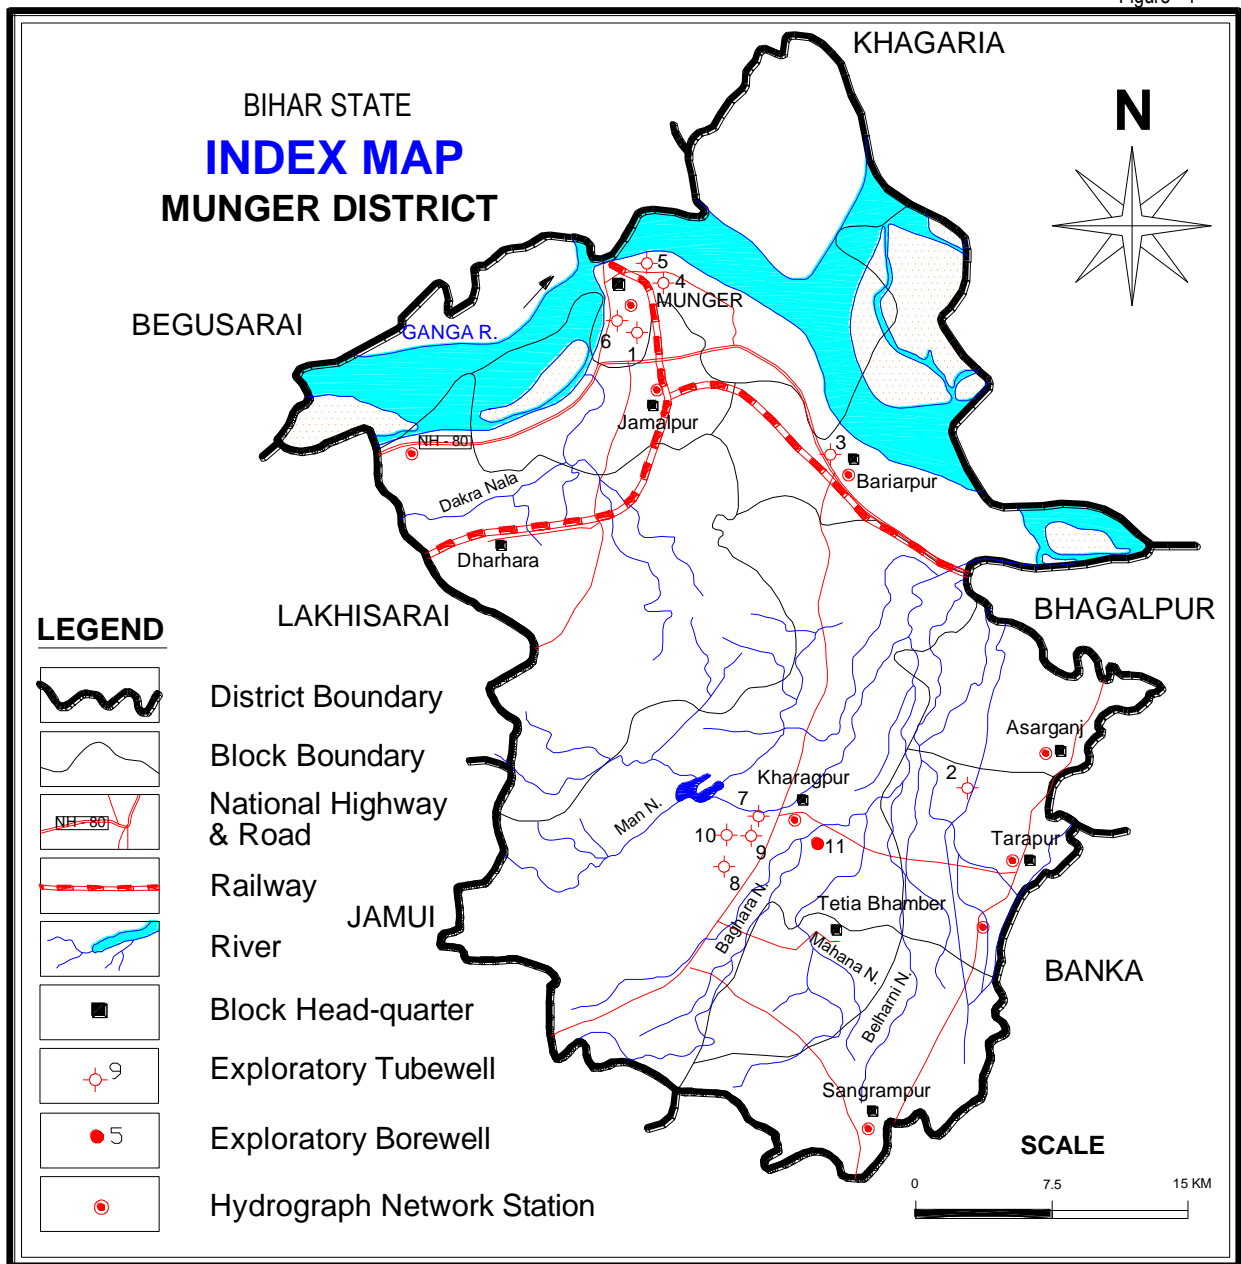 Figure - 1
KHAGARIA
BIHAR STATE
INDEX MAP
MUNGER DISTRICT
N
5
4
MUNGER
BEGUSARAI
GANGA R.
6
1
Jamalpur
NH - 80
3
Bariarpur
Dakra Nala
Dharhara
LAKHISARAI
BHAGALPUR
Asarganj
Kharagpur
2
7
Man N.
10
9
11
Tarapur
8
JAMUI
Baghara N.
Tetia Bhamber
Mahana N.
BANKA
Belharni N.
Sangrampur
LEGEND
District Boundary
Block Boundary
NH - 80
National Highway
& Road
Railway
River
Block Head-quarter
9
Exploratory Tubewell
5
Exploratory Borewell
Hydrograph Network Station
SCALE
0
7.5
15 KM